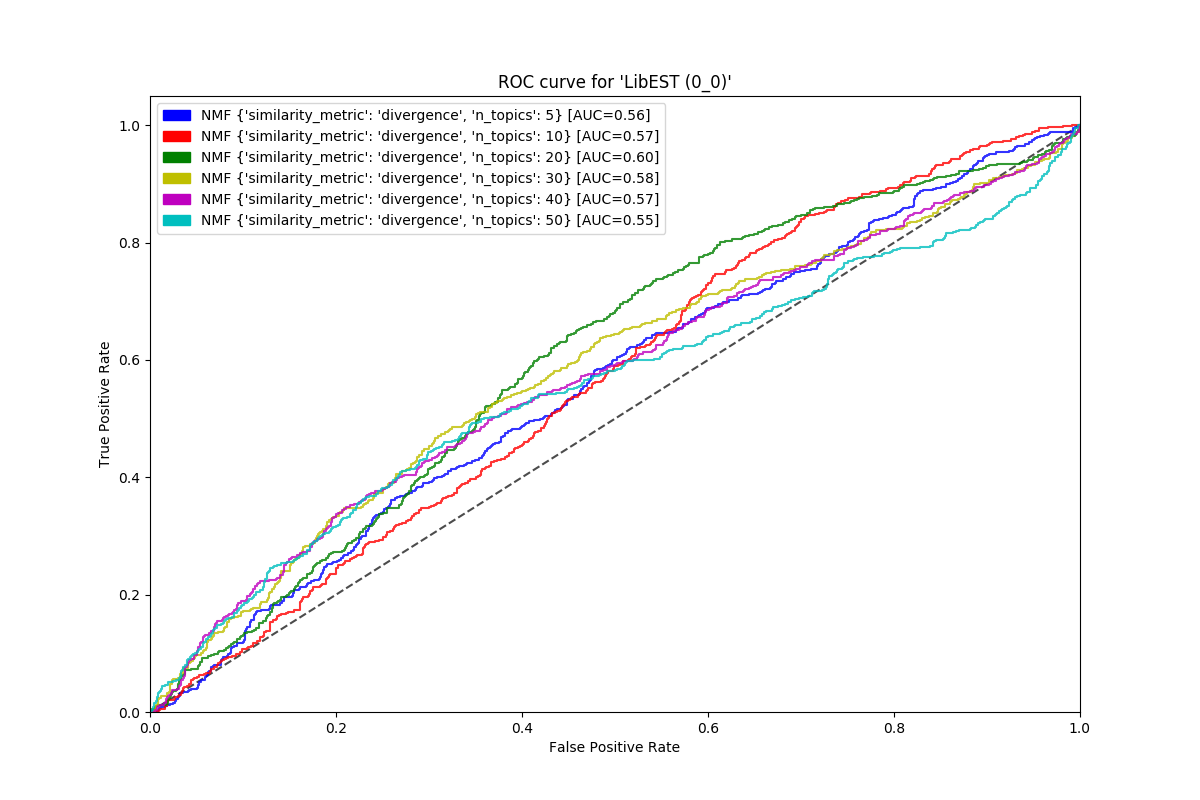 ROC curve for 'LibEST (0_0)'
NMF {'similarity_metric': 'divergence', 'n_topics': 5} [AUC=0.56]
NMF {'similarity_metric': 'divergence', 'n_topics': 10} [AUC=0.57]
NMF {'similarity_metric': 'divergence', 'n_topics': 20} [AUC=0.60]
NMF {'similarity_metric': 'divergence', 'n_topics': 30} [AUC=0.58]
NMF {'similarity_metric': 'divergence', 'n_topics': 40} [AUC=0.57]
NMF {'similarity_metric': 'divergence', 'n_topics': 50} [AUC=0.55]
True Positive Rate
1.0
0.8
0.6
0.4
0.2
0.0
0.0 0.2 0.4 0.6 0.8 1.0
False Positive Rate